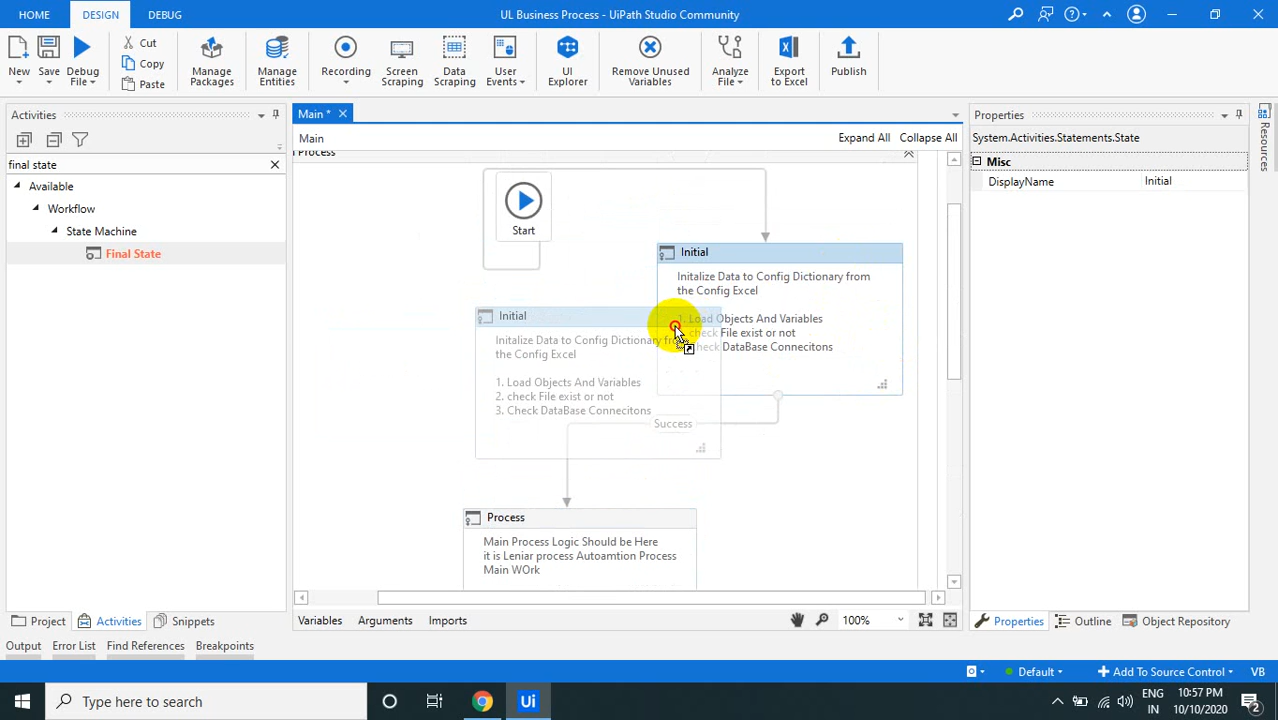 HOME
DESIGN
DEBUG
UL Business Process - UiPath Studio Community
New
Save
Debug
File
Cut
Copy
Paste
Manage
Packages
Manage
Entities
Recording
Screen
Scraping
Data
Scraping
User
Events
UI
Explorer
Remove Unused
Variables
Analyze
File
Export
to Excel
Publish
Activities
final state
Available
Workflow
State Machine
Final State
Main *
Main
Expand All
Collapse All
Process
Start
Initial
Initalize Data to Config Dictionary from
the Config Excel
1. Load Objects And Variables
check File exist or not
DataBase Connecitons
Initial
Initalize Data to Config Dictionary
the Config Excel
1. Load Objects And Variables
2. check File exist or not
3. Check DataBase Connecitons
Success
Process
Main Process Logic Should be Here
it is Leniar process Autoamtion Process
Main WOrk
Properties
System.Activities.Statements.State
Misc
DisplayName
Initial
Resources
Project
Activities
Snippets
Variables
Arguments
Imports
100%
Properties
Outline
Object Repository
Output
Error List
Find References
Breakpoints
Default
Add To Source Control
VB
Type here to search
Ui
ENG
IN
10:57 PM
10/10/2020
2